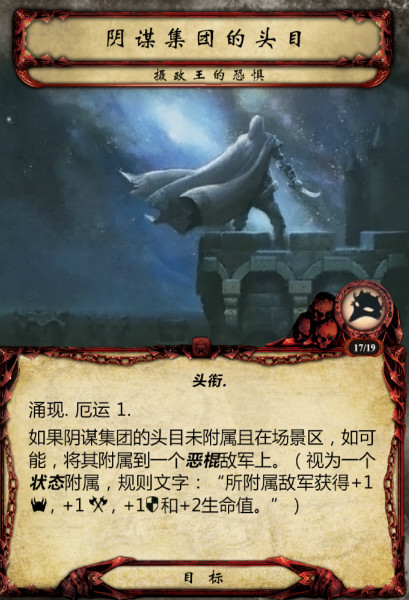 阴谋集团的头目
摄政王的恐惧
17/19
头衔.
涌现. 厄运 1.
如果阴谋集团的头目未附属且在场景区，如可
能，将其附属到一个恶棍敌军上。（视为一个
状态附属，规则文字：“所附属敌军获得+1
，+1 ，+1 和+2生命值。”）
目标